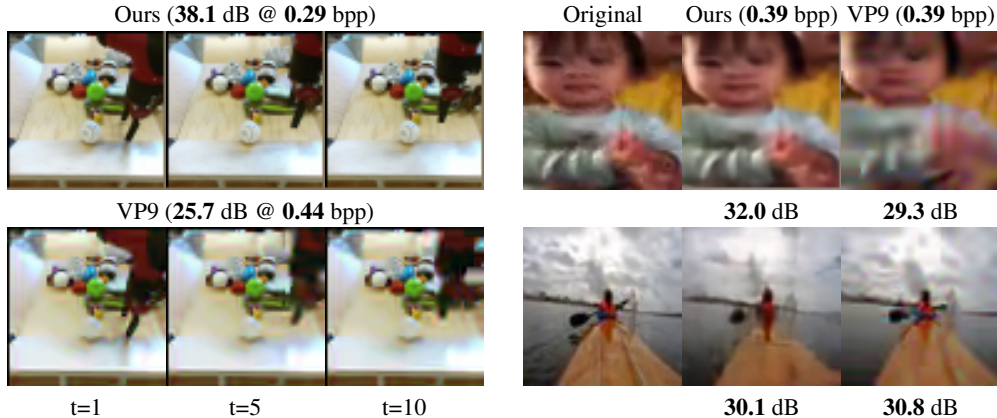 Ours (38.1 dB @ 0.29 bpp)
VP9 (25.7 dB @ 0.44 bpp)
t=1 t=5 t=10
Original Ours (0.39 bpp) VP9 (0.39 bpp)
32.0 dB 29.3 dB
30.1 dB 30.8 dB